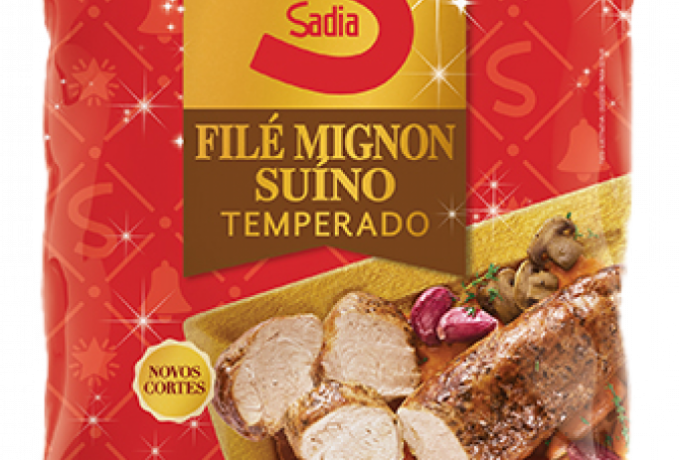 Sadia
FILÉ MIGNON
SUÍNO
TEMPERADO
NOVOS
CORTES